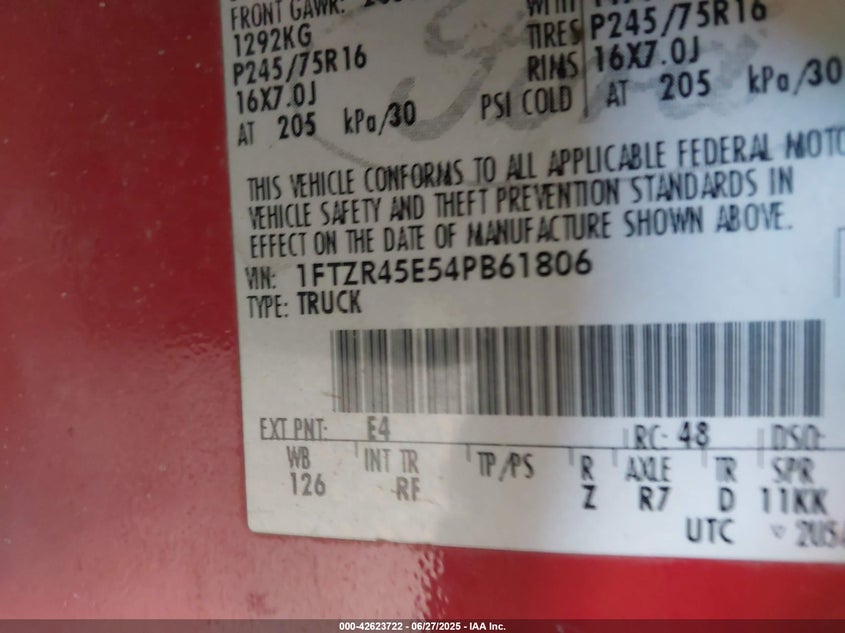 FRONT GAWR:
1292KG
P245/75R16
16X7.0J
AT 205 kPa/30
WITH
TIRES
RIMS
PSI COLD
P245/75R16
16X7.0J
AT 205 kPa/30
THIS VEHICLE CONFORMS TO ALL APPLICABLE FEDERAL MOTO
VEHICLE SAFETY AND THEFT PREVENTION STANDARDS IN
EFFECT ON THE DATE OF MANUFACTURE SHOWN ABOVE.
VIN: 1FTZR45E54PB61806
TYPE: TRUCK
EXT PNT: E4 RC: 48 DSO:
WB INT TR TP/PS R AXLE TR SPR
126 RF Z R7 D 11KK
UTC
000-42623722 - 06/27/2025 - IAA Inc.